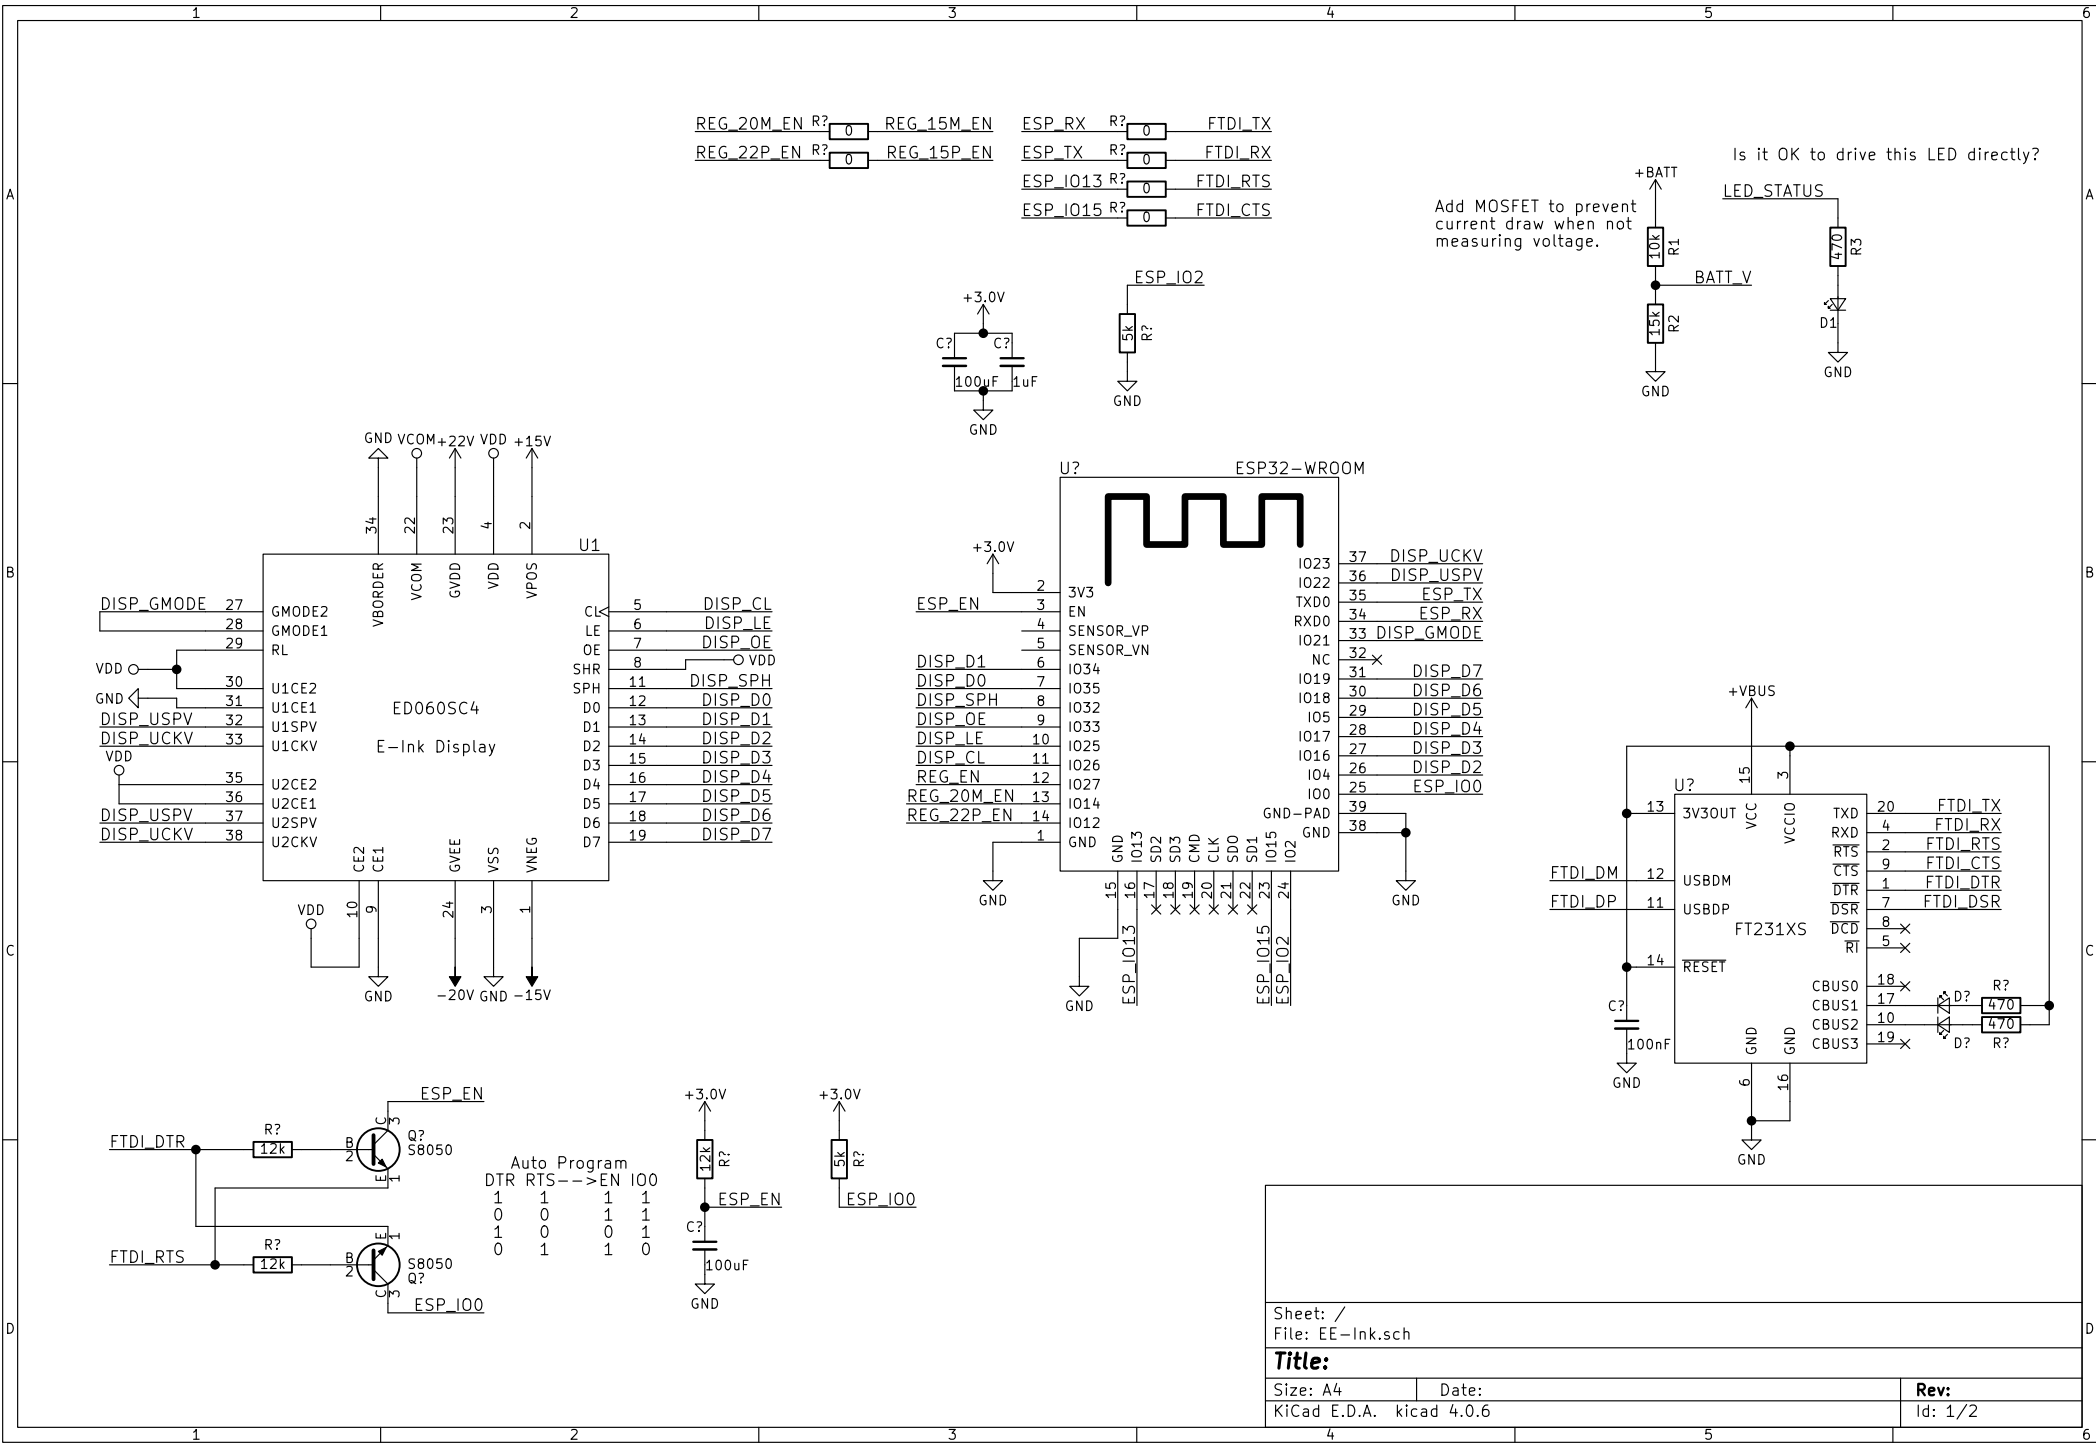 1 2 3 4 5 6
A
B
C
D
A
B
C
D
REG_20M_EN R? 0 REG_15M_EN
REG_22P_EN R? 0 REG_15P_EN
ESP_RX R? 0 FTDI_TX
ESP_TX R? 0 FTDI_RX
ESP_IO13 R? 0 FTDI_RTS
ESP_IO15 R? 0 FTDI_CTS
Is it OK to drive this LED directly?
LED_STATUS
470 R3
D1
GND
+BATT
Add MOSFET to prevent
current draw when not
measuring voltage.
10k R1
BATT_V
15k R2
GND
+3.0V
C? C?
100uF 1uF
GND
ESP_IO2
5k R?
GND
GND VCOM +22V VDD +15V
34 22 23 4 2
VBORDER VCOM GVDD VDD VPOS
U1
DISP_GMODE 27 GMODE2
28 GMODE1
29 RL
VDD
30 U1CE2
GND 31 U1CE1
DISP_USPV 32 U1SPV
DISP_UCKV 33 U1CKV
VDD
35 U2CE2
36 U2CE1
DISP_USPV 37 U2SPV
DISP_UCKV 38 U2CKV
ED060SC4
E-Ink Display
CL 5 DISP_CL
LE 6 DISP_LE
OE 7 DISP_OE
SHR 8 VDD
SPH 11 DISP_SPH
D0 12 DISP_D0
D1 13 DISP_D1
D2 14 DISP_D2
D3 15 DISP_D3
D4 16 DISP_D4
D5 17 DISP_D5
D6 18 DISP_D6
D7 19 DISP_D7
CE2 CE1 GVEE VSS VNEG
10 9 24 3 1
VDD
GND -20V GND -15V
U? ESP32-WROOM
+3.0V
2 3V3
ESP_EN 3 EN
4 SENSOR_VP
5 SENSOR_VN
DISP_D1 6 IO34
DISP_D0 7 IO35
DISP_SPH 8 IO32
DISP_OE 9 IO33
DISP_LE 10 IO25
DISP_CL 11 IO26
REG_EN 12 IO27
REG_20M_EN 13 IO14
REG_22P_EN 14 IO12
1 GND
GND
IO23 37 DISP_UCKV
IO22 36 DISP_USPV
TXD0 35 ESP_TX
RXD0 34 ESP_RX
IO21 33 DISP_GMODE
NC 32
IO19 31 DISP_D7
IO18 30 DISP_D6
IO5 29 DISP_D5
IO17 28 DISP_D4
IO16 27 DISP_D3
IO4 26 DISP_D2
IO0 25 ESP_IO0
GND-PAD 39
GND 38
GND
GND IO13 SD2 SD3 CMD CLK SD0 SD1 IO15 IO2
15 16 17 18 19 20 21 22 23 24
ESP_IO13 ESP_IO15 ESP_IO2
GND
+VBUS
15 3
U?
VCC VCCIO
13 3V3OUT
FTDI_DM 12 USBDM
FTDI_DP 11 USBDP
14 RESET
FT231XS
TXD 20 FTDI_TX
RXD 4 FTDI_RX
RTS 2 FTDI_RTS
CTS 9 FTDI_CTS
DTR 1 FTDI_DTR
DSR 7 FTDI_DSR
DCD 8
RI 5
CBUS0 18
CBUS1 17 D? R? 470
CBUS2 10 D? R? 470
CBUS3 19
GND GND
6 16
GND
C?
100nF
GND
ESP_EN
FTDI_DTR R? 12k B 2 C 3 E 1 Q?
S8050
FTDI_RTS R? 12k B 2 E 1 C 3 S8050
Q?
ESP_IO0
Auto Program
DTR RTS-->EN IO0
1 1 1 1
0 0 1 1
1 0 0 1
0 1 1 0
+3.0V
12k R?
ESP_EN
C?
100uF
GND
+3.0V
5k R?
ESP_IO0
Sheet: /
File: EE-Ink.sch
Title:
Size: A4 Date: Rev:
KiCad E.D.A. kicad 4.0.6 Id: 1/2
1 2 3 4 5 6